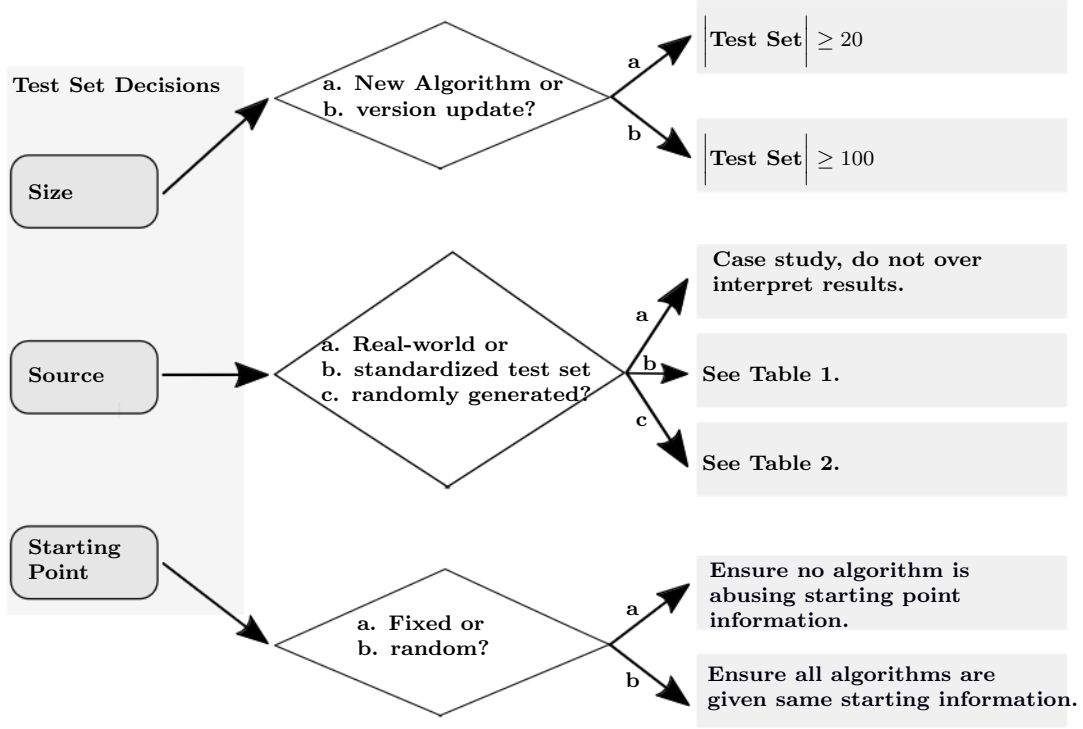 Test Set Decisions
Size
a. New Algorithm or
b. version update?
a
b
|Test Set| ≥ 20
|Test Set| ≥ 100
Source
a. Real-world or
b. standardized test set
c. randomly generated?
a
b
c
Case study, do not over
interpret results.
See Table 1.
See Table 2.
Starting
Point
a. Fixed or
b. random?
a
b
Ensure no algorithm is
abusing starting point
information.
Ensure all algorithms are
given same starting information.